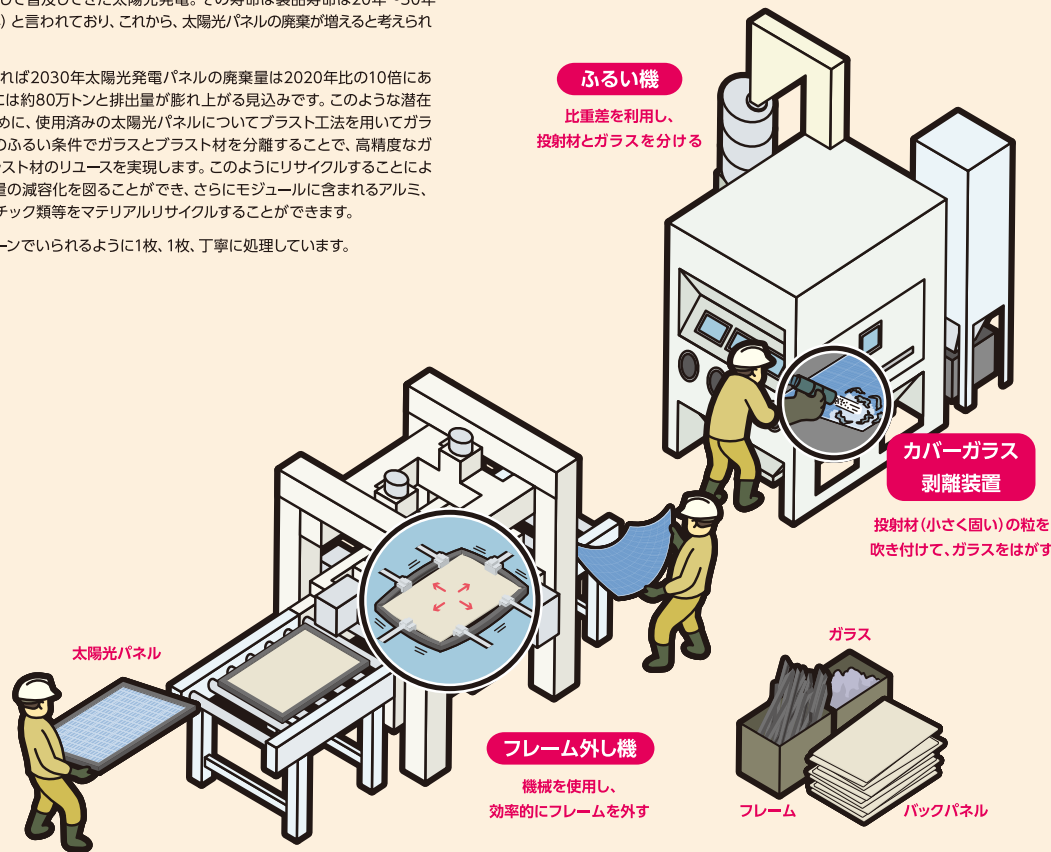 して普及してきた太陽光発電。その寿命は製品寿命は20年~30年
）と言われており、これから、太陽光パネルの廃棄が増えると考えられ
れば2030年太陽光発電パネルの廃棄量は2020年比の10倍にあ
には約80万トンと排出量が膨れ上がる見込みです。このような潜在
めに、使用済みの太陽光パネルについてブラスト工法を用いてガラ
のふるい条件でガラスとブラスト材を分離することで、高精度なガ
ラスト材のリユースを実現します。このようにリサイクルすることによ
量の減容化を図ることができ、さらにモジュールに含まれるアルミ、
チック類等をマテリアルリサイクルすることができます。
ーンでいられるように1枚、1枚、丁寧に処理しています。
ふるい機
比重差を利用し、
投射材とガラスを分ける
カバーガラス
剥離装置
投射材（小さく固い）の粒を
吹き付けて、ガラスをはがす
太陽光パネル
フレーム外し機
機械を使用し、
効率的にフレームを外す
ガラス
フレーム
バックパネル